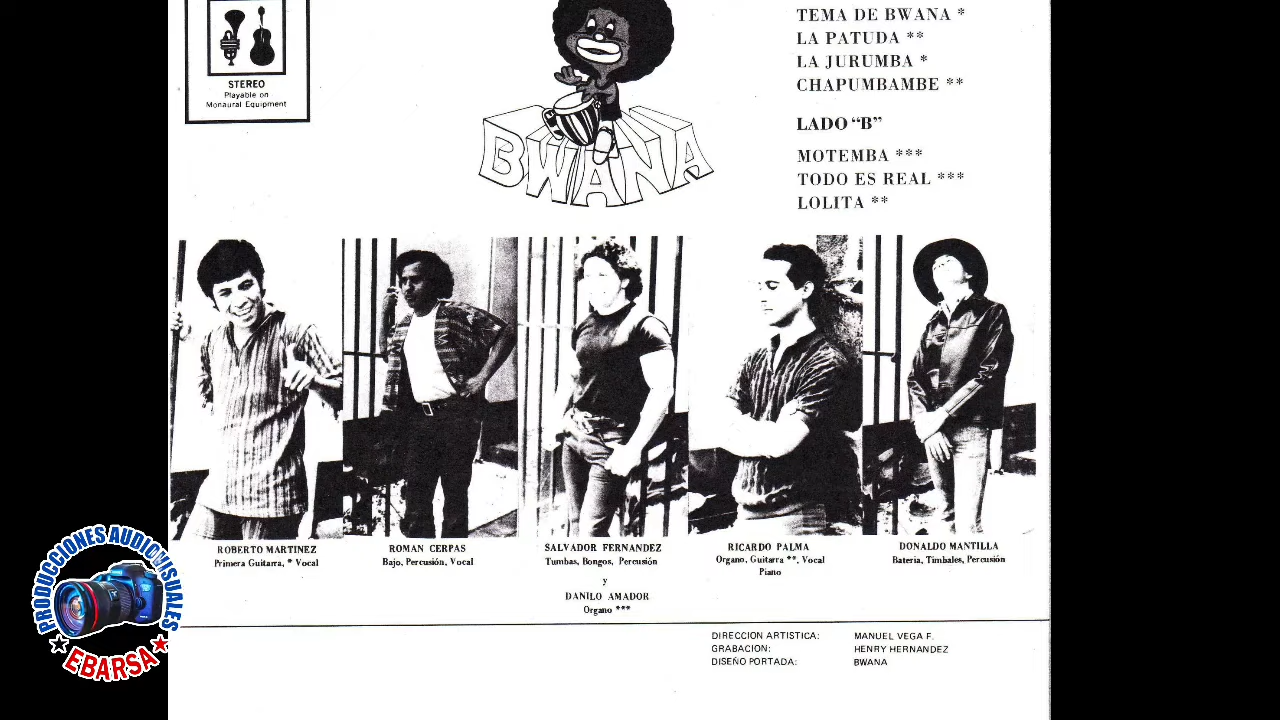 STEREO
Playable on
Monaural Equipment
BWANA
TEMA DE BWANA *
LA PATUDA **
LA JURUMBA *
CHAPUMBAMBE **
LADO "B"
MOTEMBA ***
TODO ES REAL ***
LOLITA **
ROBERTO MARTINEZ
Primera Guitarra, * Vocal
ROMAN CERPAS
Bajo, Percusión, Vocal
SALVADOR FERNANDEZ
Tumbas, Bongos, Percusión
y
DANILO AMADOR
Organo ***
RICARDO PALMA
Organo, Guitarra **, Vocal
Piano
DONALDO MANTILLA
Bateria, Timbales, Percusión
DIRECCION ARTISTICA: MANUEL VEGA F.
GRABACION: HENRY HERNANDEZ
DISEÑO PORTADA: BWANA
PRODUCCIONES AUDIOVISUALES
EBARSA